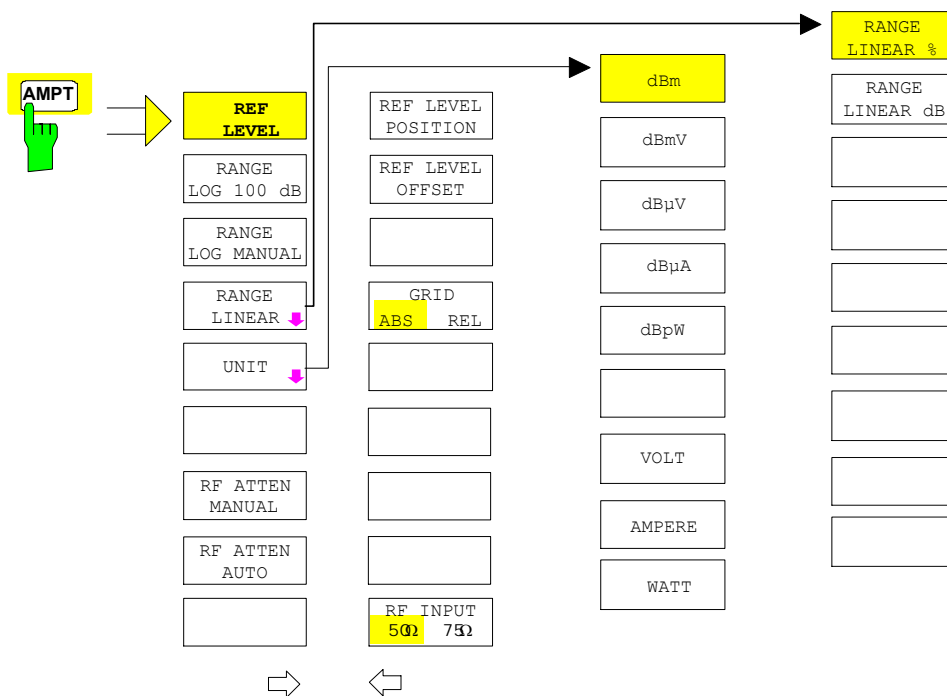 AMPT
REF
LEVEL
RANGE
LOG 100 dB
RANGE
LOG MANUAL
RANGE
LINEAR
UNIT
RF ATTEN
MANUAL
RF ATTEN
AUTO
REF LEVEL
POSITION
REF LEVEL
OFFSET
GRID
ABS REL
RF INPUT
50Ω 75Ω
dBm
dBmV
dBµV
dBµA
dBpW
VOLT
AMPERE
WATT
RANGE
LINEAR %
RANGE
LINEAR dB